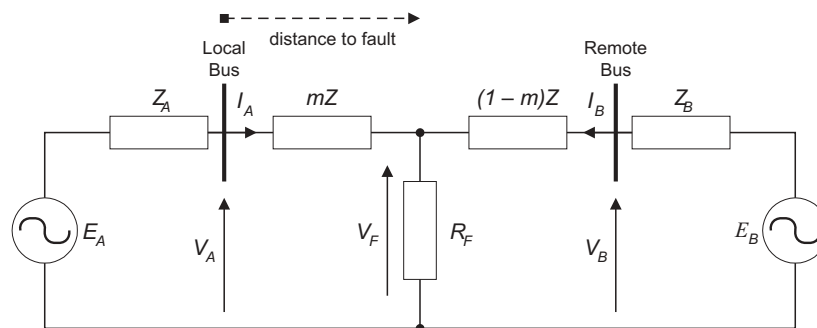 distance to fault
Local
Bus
Remote
Bus
Z_A
I_A
mZ
(1 – m)Z
I_B
Z_B
E_A
V_A
V_F
R_F
V_B
E_B